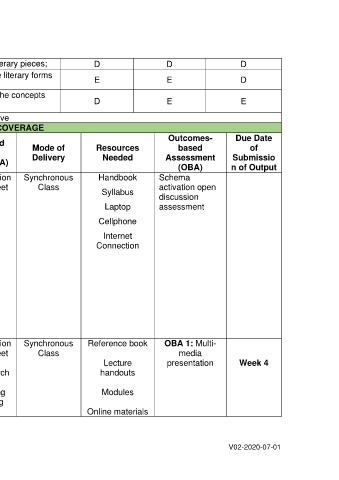 erary pieces; D D D
e literary forms E E D
he concepts D E E
ve
COVERAGE
d
A) Mode of Delivery Resources Needed Outcomes-based Assessment (OBA) Due Date of Submissio n of Output
ion
eet Synchronous Class Handbook Schema activation open discussion assessment
Syllabus
Laptop
Cellphone
Internet Connection
ion
eet Synchronous Class Reference book OBA 1: Multi-media presentation
rch Lecture handouts Week 4
g Modules
g
Online materials
V02-2020-07-01